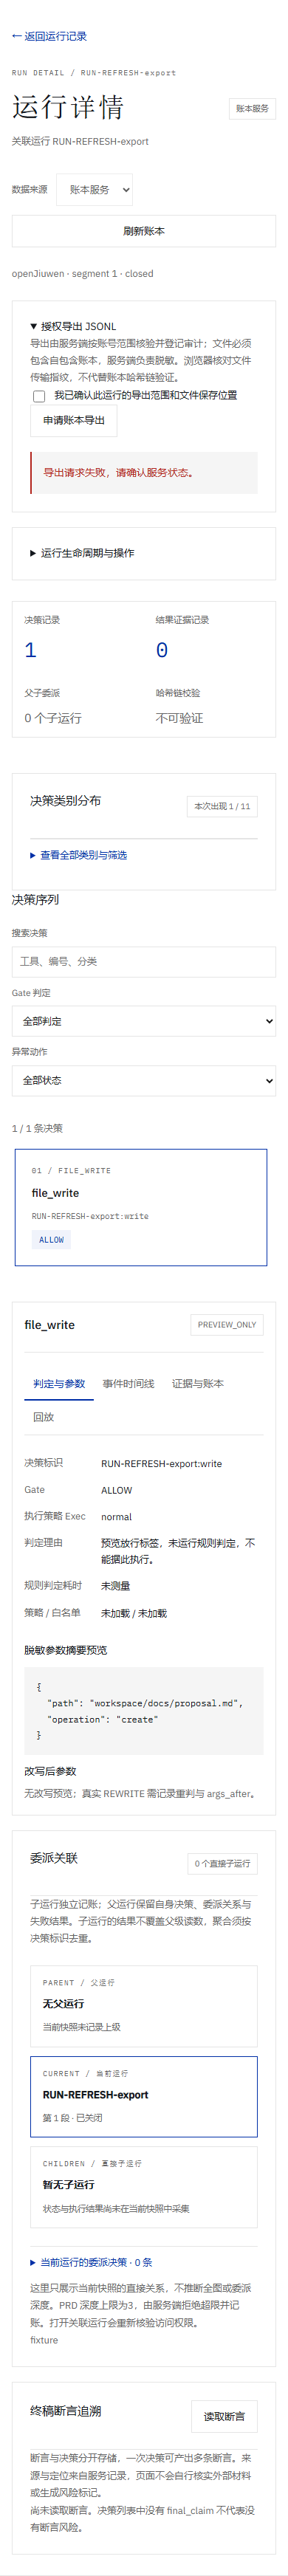 ← 返回运行记录
RUN DETAIL / RUN-REFRESH-export
运行详情
账本服务
关联运行 RUN-REFRESH-export
数据来源
账本服务
刷新账本
openJiuwen · segment 1 · closed
▼ 授权导出 JSONL
导出由服务端按账号范围核验并登记审计；文件必须
包含自包含账本，服务端负责脱敏。浏览器核对文件
传输指纹，不代替账本哈希链验证。
我已确认此运行的导出范围和文件保存位置
申请账本导出
导出请求失败，请确认服务状态。
▶ 运行生命周期与操作
决策记录
结果证据记录
1
0
父子委派
哈希链校验
0 个子运行
不可验证
决策类别分布
本次出现 1 / 11
▶ 查看全部类别与筛选
决策序列
搜索决策
工具、编号、分类
Gate 判定
全部判定
异常动作
全部状态
1 / 1 条决策
01 / FILE_WRITE
file_write
RUN-REFRESH-export:write
ALLOW
file_write
PREVIEW_ONLY
判定与参数
事件时间线
证据与账本
回放
决策标识
RUN-REFRESH-export:write
Gate
ALLOW
执行策略 Exec
normal
判定理由
预览放行标签，未运行规则判定，不
能据此执行。
规则判定耗时
未测量
策略 / 白名单
未加载 / 未加载
脱敏参数摘要预览
{
"path": "workspace/docs/proposal.md",
"operation": "create"
}
改写后参数
无改写预览；真实 REWRITE 需记录重判与 args_after。
委派关联
0 个直接子运行
子运行独立记账；父运行保留自身决策、委派关系与
失败结果。子运行的结果不覆盖父级读数，聚合须按
决策标识去重。
PARENT / 父运行
无父运行
当前快照未记录上级
CURRENT / 当前运行
RUN-REFRESH-export
第 1 段 · 已关闭
CHILDREN / 直接子运行
暂无子运行
状态与执行结果尚未在当前快照中采集
▶ 当前运行的委派决策 · 0 条
这里只展示当前快照的直接关系，不推断全图或委派
深度。PRD 深度上限为3，由服务端拒绝超限并记
账。打开关联运行会重新核验访问权限。
fixture
终稿断言追溯
读取断言
断言与决策分开存储，一次决策可产出多条断言。来
源与定位来自服务记录，页面不会自行核实外部材料
或生成风险标记。
尚未读取断言。决策列表中没有 final_claim 不代表没
有断言风险。